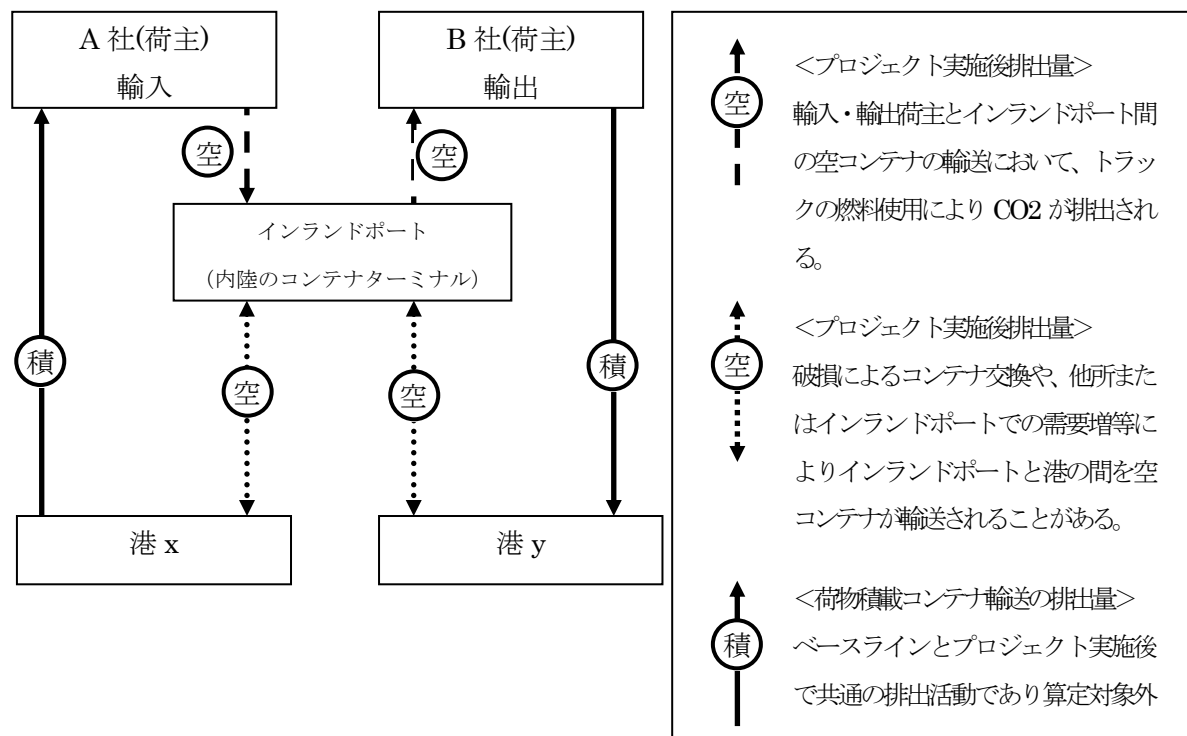 A 社(荷主)
輸入
B 社(荷主)
輸出
空
空
インランドポート
（内陸のコンテナターミナル）
積
空
空
積
港 x
港 y
空
＜プロジェクト実施後排出量＞
輸入・輸出荷主とインランドポート間
の空コンテナの輸送において、トラッ
クの燃料使用により CO2 が排出され
る。
空
＜プロジェクト実施後排出量＞
破損によるコンテナ交換や、他所また
はインランドポートでの需要増等に
よりインランドポートと港の間を空
コンテナが輸送されることがある。
積
＜荷物積載コンテナ輸送の排出量＞
ベースラインとプロジェクト実施後
で共通の排出活動であり算定対象外